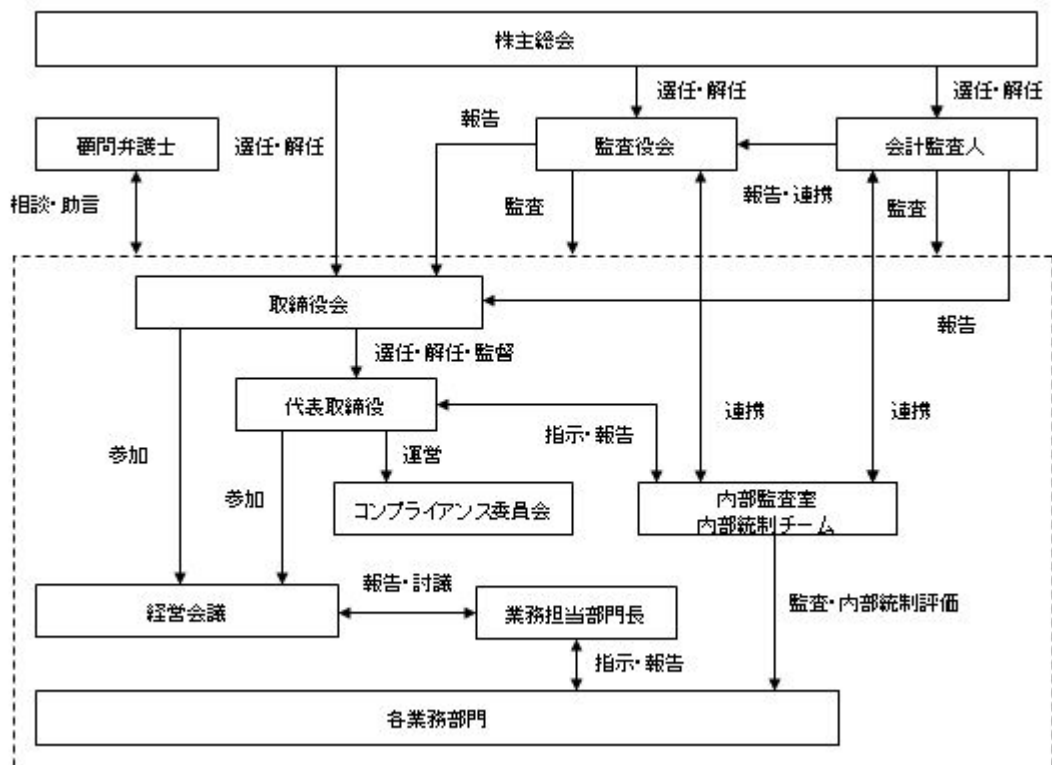 株主総会
選任・解任
選任・解任
報告
顧問弁護士
選任・解任
監査役会
会計監査人
相談・助言
監査
報告・連携
監査
取締役会
報告
選任・解任・監督
代表取締役
連携
連携
指示・報告
参加
運営
参加
コンプライアンス委員会
内部監査室
内部統制チーム
報告・討議
経営会議
業務担当部門長
監査・内部統制評価
指示・報告
各業務部門